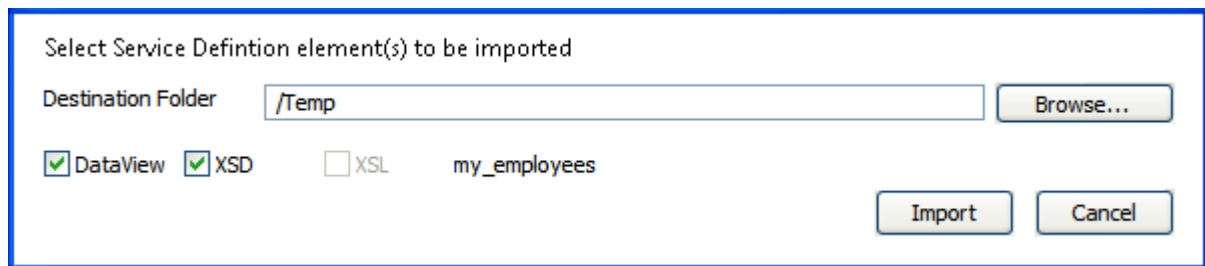 Select Service Defintion element(s) to be imported
Destination Folder /Temp Browse...
DataView XSD XSL my_employees
Import Cancel